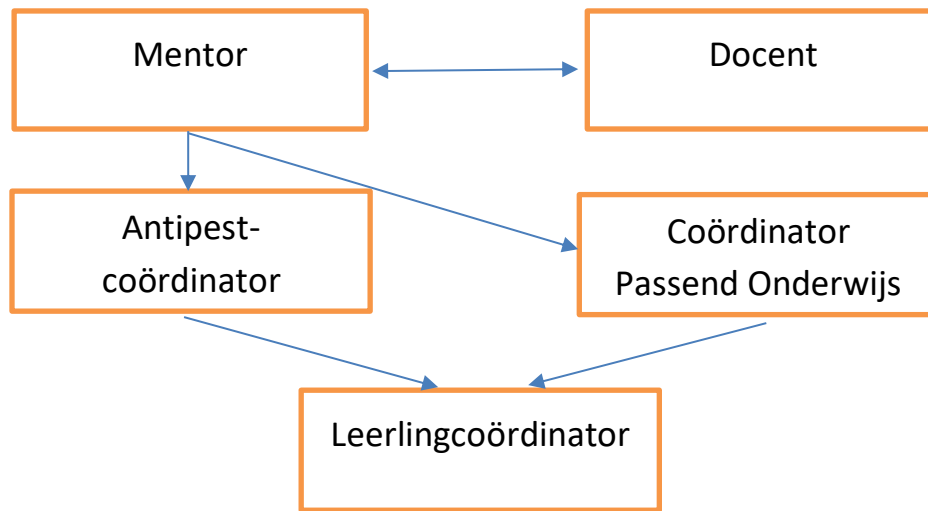 Mentor
Docent
Antipest-
coördinator
Coördinator
Passend Onderwijs
Leerlingcoördinator